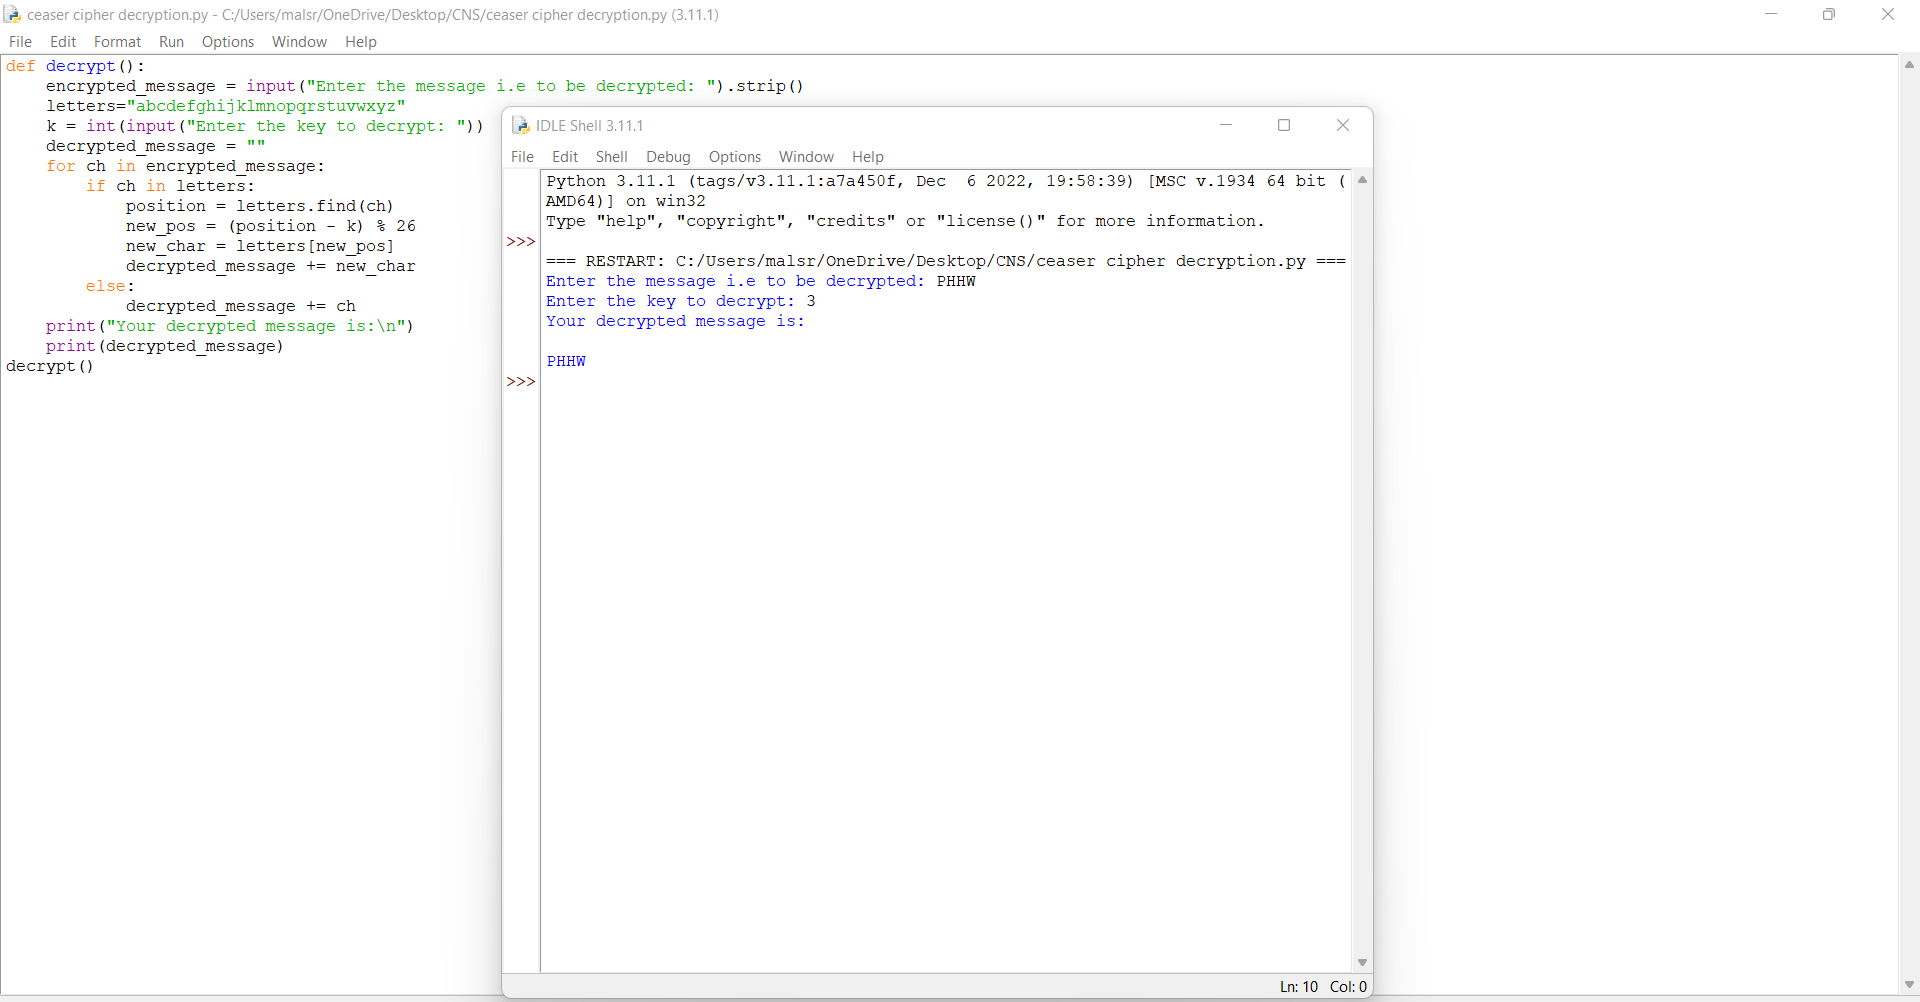 ceaser cipher decryption.py - C:/Users/malsr/OneDrive/Desktop/CNS/ceaser cipher decryption.py (3.11.1)
File Edit Format Run Options Window Help
def decrypt():
    encrypted_message = input("Enter the message i.e to be decrypted: ").strip()
    letters="abcdefghijklmnopqrstuvwxyz"
    k = int(input("Enter the key to decrypt: "))
    decrypted_message = ""
    for ch in encrypted_message:
        if ch in letters:
            position = letters.find(ch)
            new_pos = (position - k) % 26
            new_char = letters[new_pos]
            decrypted_message += new_char
        else:
            decrypted_message += ch
    print("Your decrypted message is:\n")
    print(decrypted_message)
decrypt()
IDLE Shell 3.11.1
File Edit Shell Debug Options Window Help
Python 3.11.1 (tags/v3.11.1:a7a450f, Dec  6 2022, 19:58:39) [MSC v.1934 64 bit (
AMD64)] on win32
Type "help", "copyright", "credits" or "license()" for more information.
>>>
=== RESTART: C:/Users/malsr/OneDrive/Desktop/CNS/ceaser cipher decryption.py ===
Enter the message i.e to be decrypted: PHHW
Enter the key to decrypt: 3
Your decrypted message is:
PHHW
>>>
Ln: 10 Col: 0